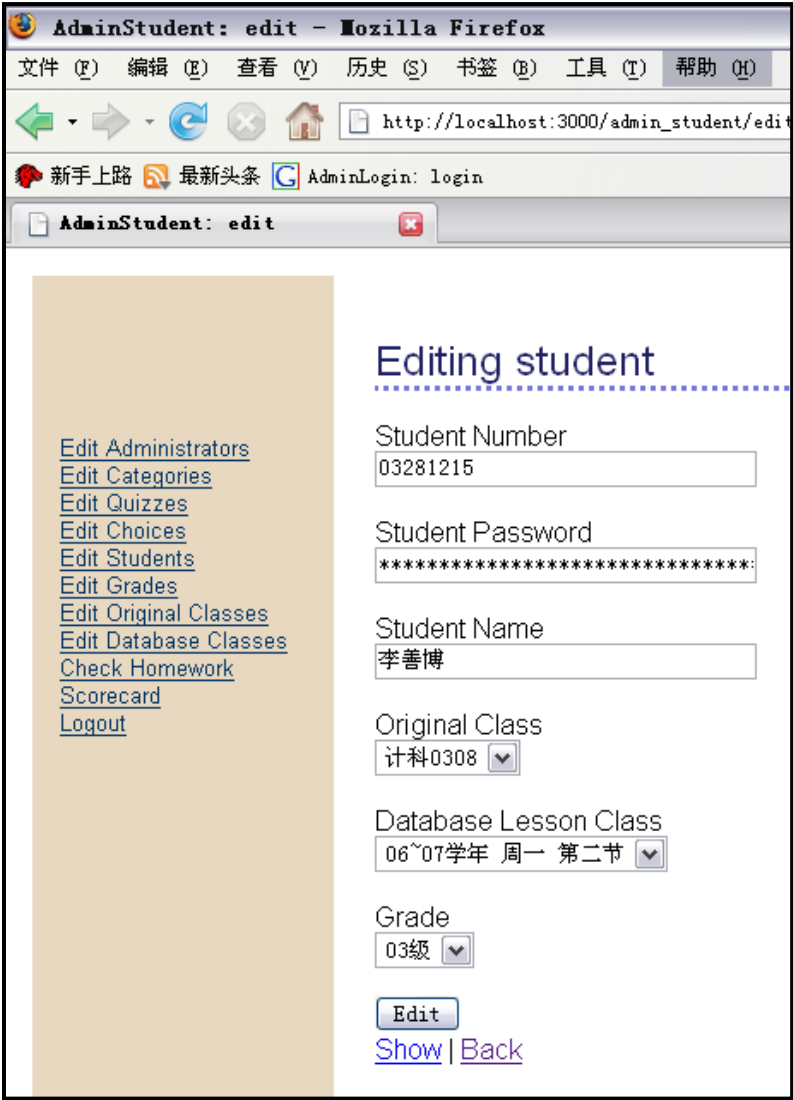 AdminStudent: edit - Mozilla Firefox
文件 (F) 编辑 (E) 查看 (V) 历史 (S) 书签 (B) 工具 (T) 帮助 (H)
http://localhost:3000/admin_student/edit
新手上路 最新头条 G AdminLogin: login
AdminStudent: edit
Edit Administrators
Edit Categories
Edit Quizzes
Edit Choices
Edit Students
Edit Grades
Edit Original Classes
Edit Database Classes
Check Homework
Scorecard
Logout
Editing student
Student Number
03281215
Student Password
*******************************
Student Name
李善博
Original Class
计科0308
Database Lesson Class
06~07学年 周一 第二节
Grade
03级
Edit
Show | Back